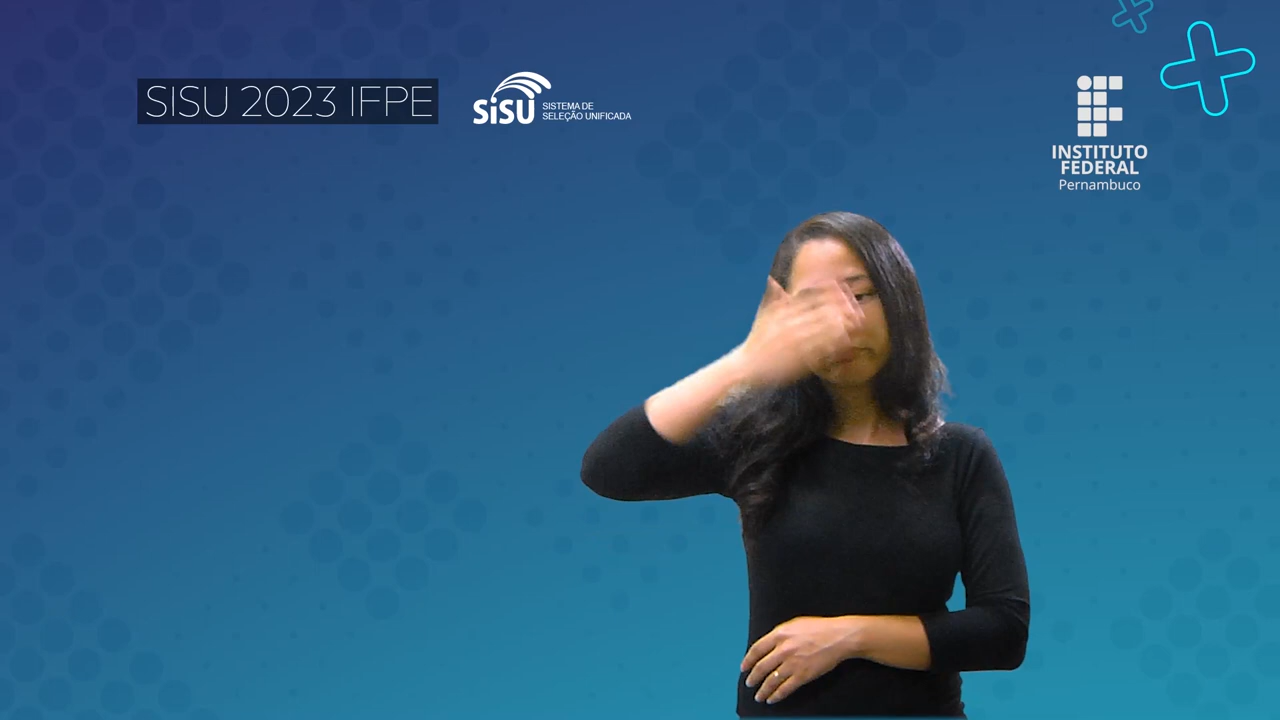 SISU 2023 IFPE
SiSU
SISTEMA DE
SELEÇÃO UNIFICADA
INSTITUTO
FEDERAL
Pernambuco